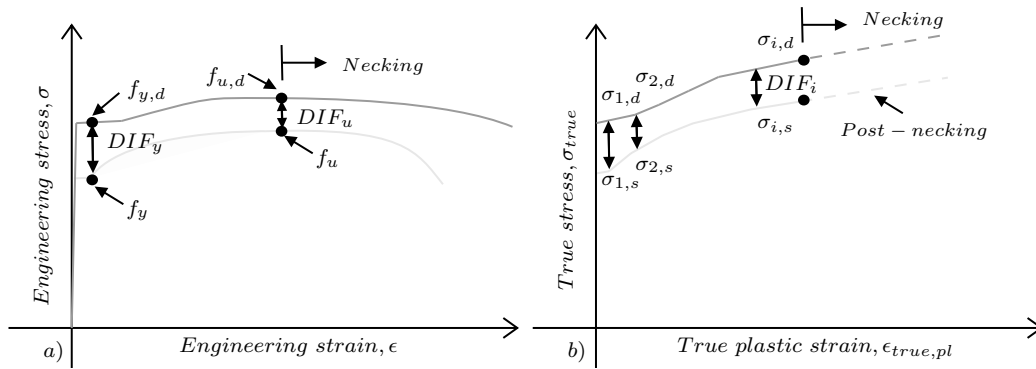 Necking
f_{y,d}
f_{u,d}
DIF_y
DIF_u
f_u
f_y
Engineering stress, σ
Engineering strain, ϵ
a)
Necking
σ_{i,d}
σ_{2,d}
σ_{1,d}
DIF_i
σ_{i,s}
Post − necking
σ_{2,s}
σ_{1,s}
True stress, σ_{true}
True plastic strain, ϵ_{true,pl}
b)